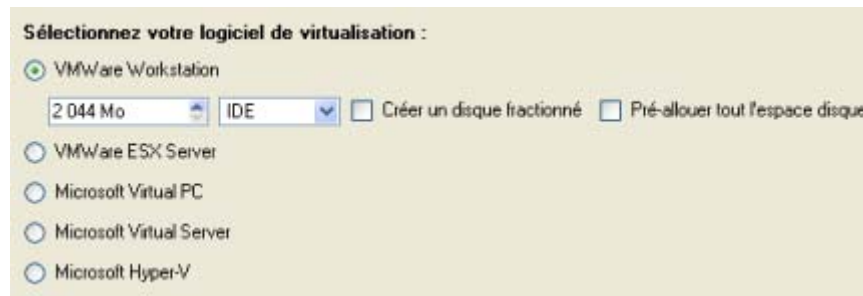 Sélectionnez votre logiciel de virtualisation :
VMWare Workstation
2 044 Mo IDE Créer un disque fractionné Pré-allouer tout l'espace disque
VMWare ESX Server
Microsoft Virtual PC
Microsoft Virtual Server
Microsoft Hyper-V